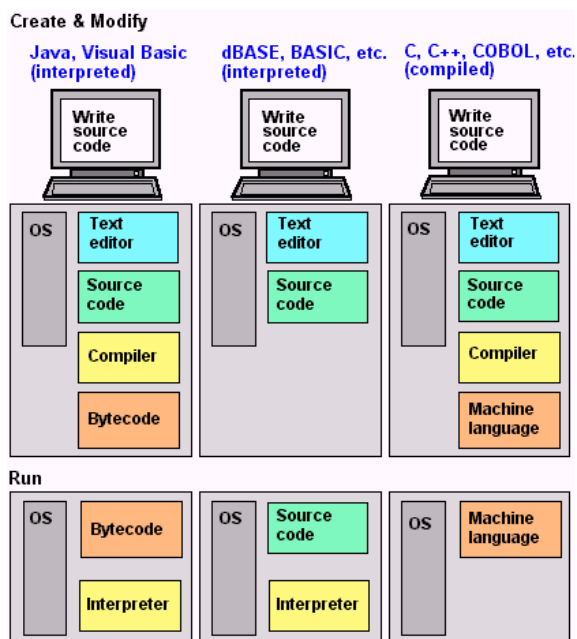 Create & Modify
Java, Visual Basic
(interpreted)
dBASE, BASIC, etc.
(interpreted)
C, C++, COBOL, etc.
(compiled)
Write
source
code
Write
source
code
Write
source
code
OS
Text
editor
Source
code
Compiler
Bytecode
OS
Text
editor
Source
code
OS
Text
editor
Source
code
Compiler
Machine
language
Run
OS
Bytecode
Interpreter
OS
Source
code
Interpreter
OS
Machine
language